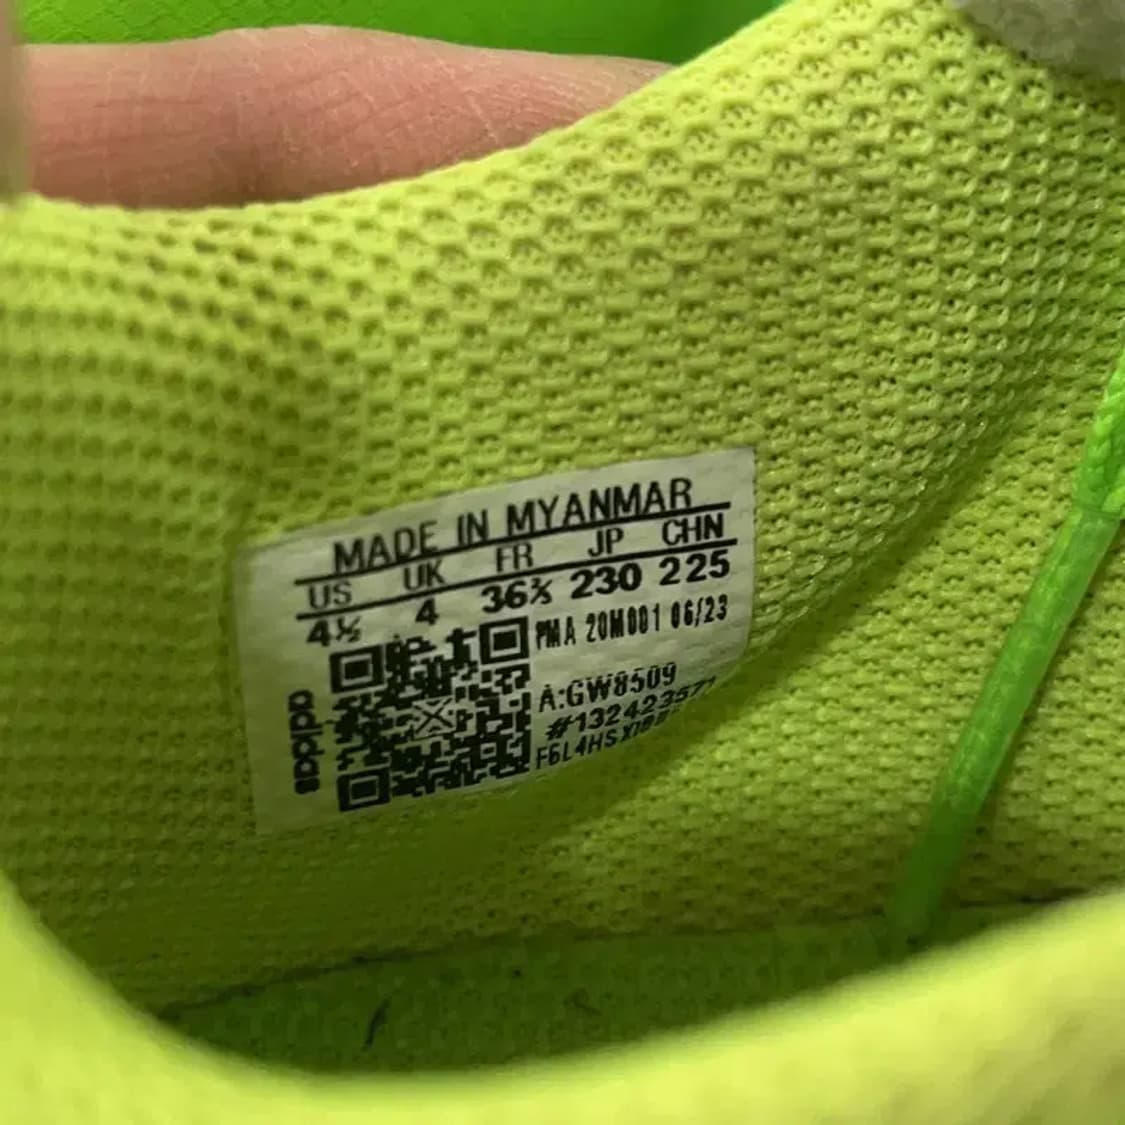 MADE IN MYANMAR
US UK FR JP CHN
4½ 4 36⅔ 230 225
PMA 20M001 06/23
A:GW8509
#132423571
adidas